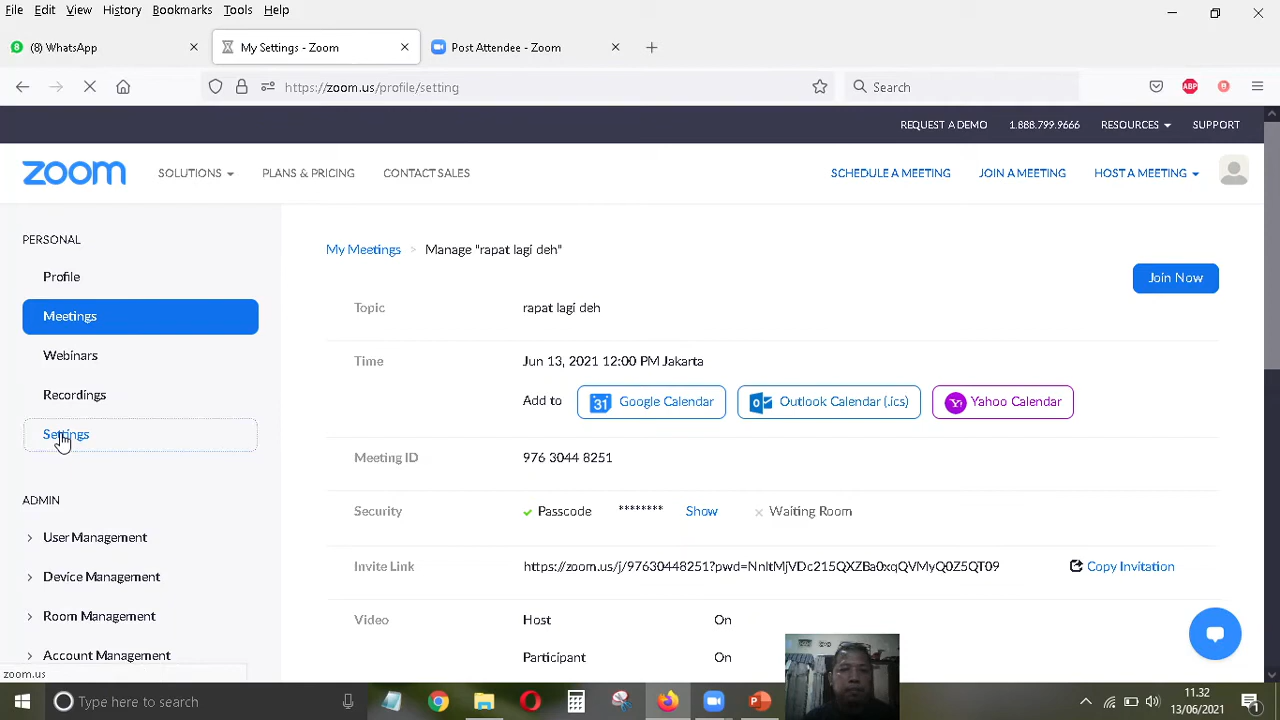 File Edit View History Bookmarks Tools Help
(8) WhatsApp
My Settings - Zoom
Post Attendee - Zoom
https://zoom.us/profile/setting
Search
ABP
REQUEST A DEMO 1.888.799.9666 RESOURCES SUPPORT
zoom
SOLUTIONS PLANS & PRICING CONTACT SALES
SCHEDULE A MEETING JOIN A MEETING HOST A MEETING
PERSONAL
Profile
Meetings
Webinars
Recordings
Settings
ADMIN
User Management
Device Management
Room Management
Account Management
zoom.us
My Meetings > Manage "rapat lagi deh"
Join Now
Topic rapat lagi deh
Time Jun 13, 2021 12:00 PM Jakarta
Add to 31 Google Calendar Outlook Calendar (.ics) Yahoo Calendar
Meeting ID 976 3044 8251
Security Passcode ******** Show Waiting Room
Invite Link https://zoom.us/j/97630448251?pwd=NnltMjVDc215QXZBa0xqQVMyQ0Z5QT09 Copy Invitation
Video Host On
Participant On
Type here to search
11.32
13/06/2021